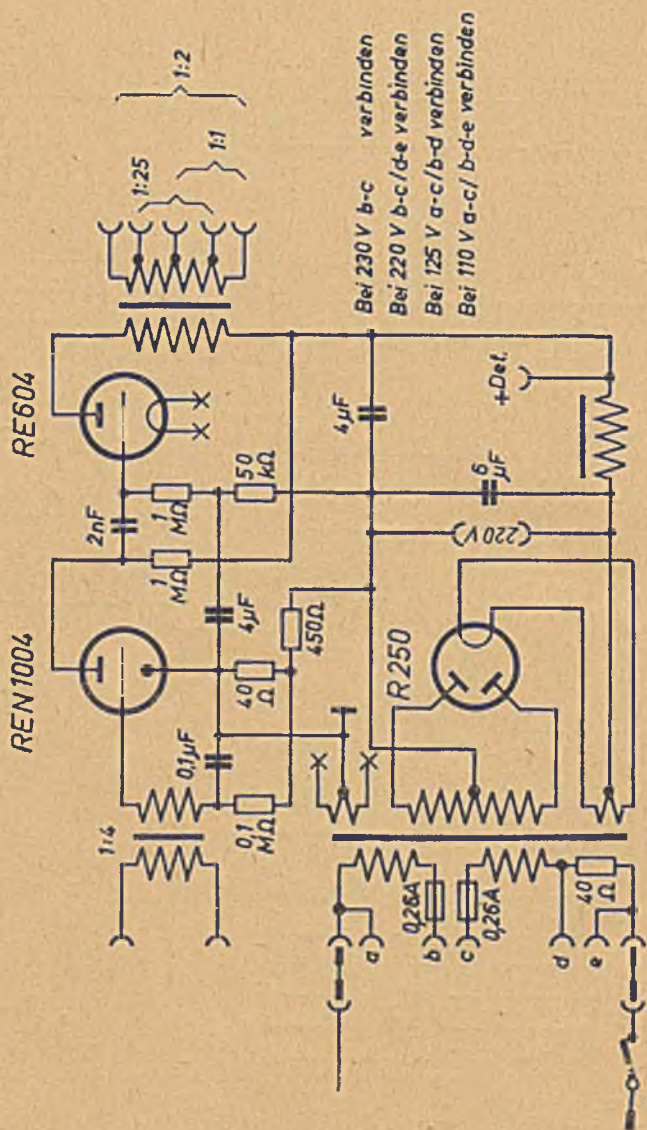 REN1004
RE604
1:4
1:25
1:1
1:2
2nF
1
MΩ
1
MΩ
50
kΩ
0,1µF
4µF
40
Ω
0,1
MΩ
450Ω
4µF
6
µF
+Det.
220V
R250
0,26A
0,26A
40
Ω
a
b
c
d
e
Bei 230 V b-c verbinden
Bei 220 V b-c/d-e verbinden
Bei 125 V a-c/b-d verbinden
Bei 110 V a-c/b-d-e verbinden